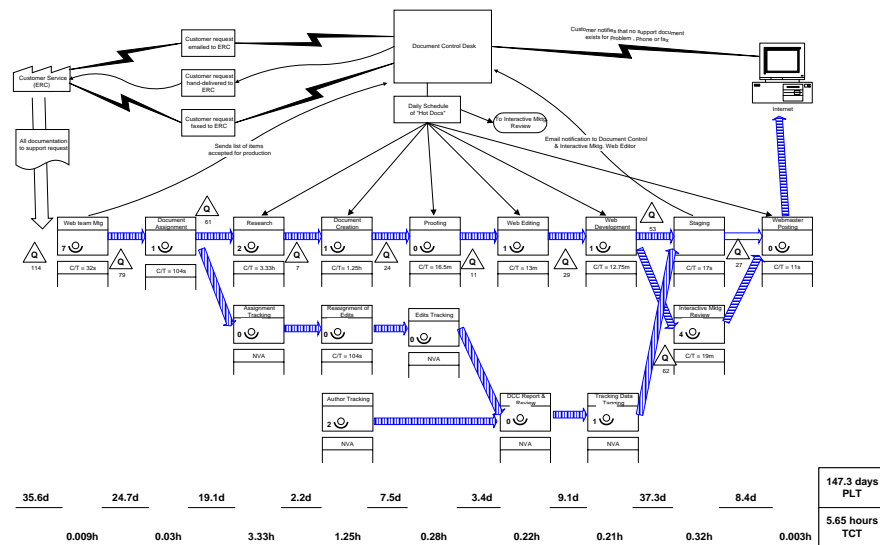 Customer request
emailed to ERC
Document Control Desk
Customer notifies that no support document
exists for Problem . Phone or fax
Customer Service
(ERC)
Customer request
hand-delivered to
ERC
Customer request
faxed to ERC
Internet
Daily Schedule
of "Hot Docs"
To Interactive Mktg
Review
All documentation
to support request
Sends list of items
accepted for production
Email notification to Document Control
& Interactive Mktg. Web Editor
Web team Mtg
7
C/T = 32s
Document
Assignment
1
C/T = 104s
Research
2
C/T = 3.33h
Document
Creation
1
C/T = 1.25h
Proofing
0
C/T = 16.5m
Web Editing
1
C/T = 13m
Web
Development
1
C/T = 12.75m
Staging
C/T = 17s
Webmaster
Posting
0
C/T = 11s
Q
114
Q
79
Q
61
Q
7
Q
24
Q
11
Q
29
Q
53
Q
27
Assignment
Tracking
0
NVA
Reassignment of
Edits
0
C/T = 104s
Edits Tracking
0
NVA
Interactive Mktg
Review
4
C/T = 19m
Q
62
Author Tracking
2
NVA
DCC Report &
Review
0
NVA
Tracking Data
1
NVA
35.6d 24.7d 19.1d 2.2d 7.5d 3.4d 9.1d 37.3d 8.4d
147.3 days
PLT
0.009h 0.03h 3.33h 1.25h 0.28h 0.22h 0.21h 0.32h 0.003h
5.65 hours
TCT